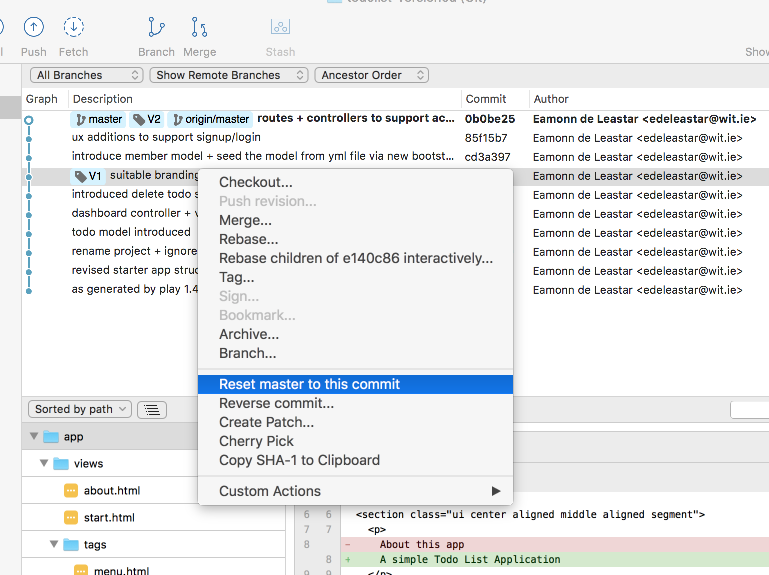 Push Fetch Branch Merge Stash
All Branches Show Remote Branches Ancestor Order
Graph Description Commit Author
master V2 origin/master routes + controllers to support ac... 0b0be25 Eamonn de Leastar <edeleastar@wit.ie>
ux additions to support signup/login 85f15b7 Eamonn de Leastar <edeleastar@wit.ie>
introduce member model + seed the model from yml file via new bootst... cd3a397 Eamonn de Leastar <edeleastar@wit.ie>
V1 suitable branding Eamonn de Leastar <edeleastar@wit.ie>
introduced delete todo Eamonn de Leastar <edeleastar@wit.ie>
dashboard controller + Eamonn de Leastar <edeleastar@wit.ie>
todo model introduced Eamonn de Leastar <edeleastar@wit.ie>
rename project + ignore Eamonn de Leastar <edeleastar@wit.ie>
revised starter app struc Eamonn de Leastar <edeleastar@wit.ie>
as generated by play 1.4 Eamonn de Leastar <edeleastar@wit.ie>
Checkout...
Push revision...
Merge...
Rebase...
Rebase children of e140c86 interactively...
Tag...
Sign...
Bookmark...
Archive...
Branch...
Reset master to this commit
Reverse commit...
Create Patch...
Cherry Pick
Copy SHA-1 to Clipboard
Custom Actions
Sorted by path
app
views
about.html
start.html
tags
menu.html
6 6 <section class="ui center aligned middle aligned segment">
7 7 <p>
8 - About this app
8 + A simple Todo List Application
9 9 </p>